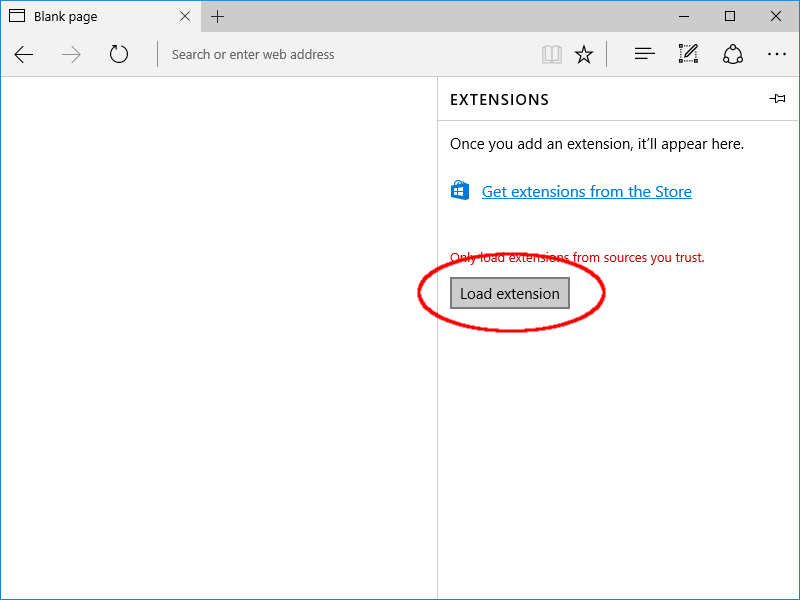 Blank page
Search or enter web address
EXTENSIONS
Once you add an extension, it’ll appear here.
Get extensions from the Store
Only load extensions from sources you trust.
Load extension